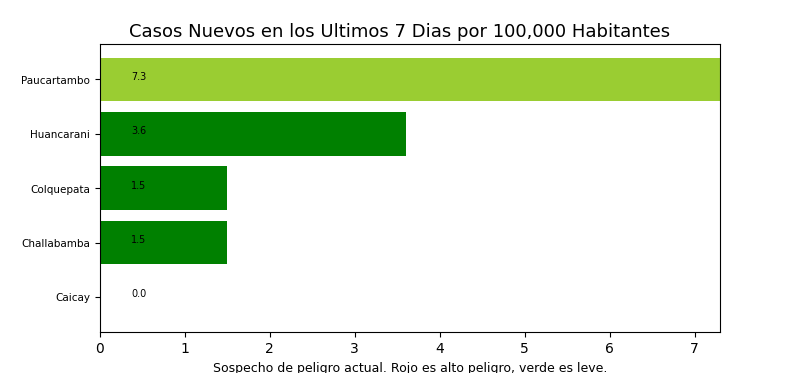 Casos Nuevos en los Ultimos 7 Dias por 100,000 Habitantes
Paucartambo 7.3
Huancarani 3.6
Colquepata 1.5
Challabamba 1.5
Caicay 0.0
0 1 2 3 4 5 6 7
Sospecho de peligro actual. Rojo es alto peligro, verde es leve.